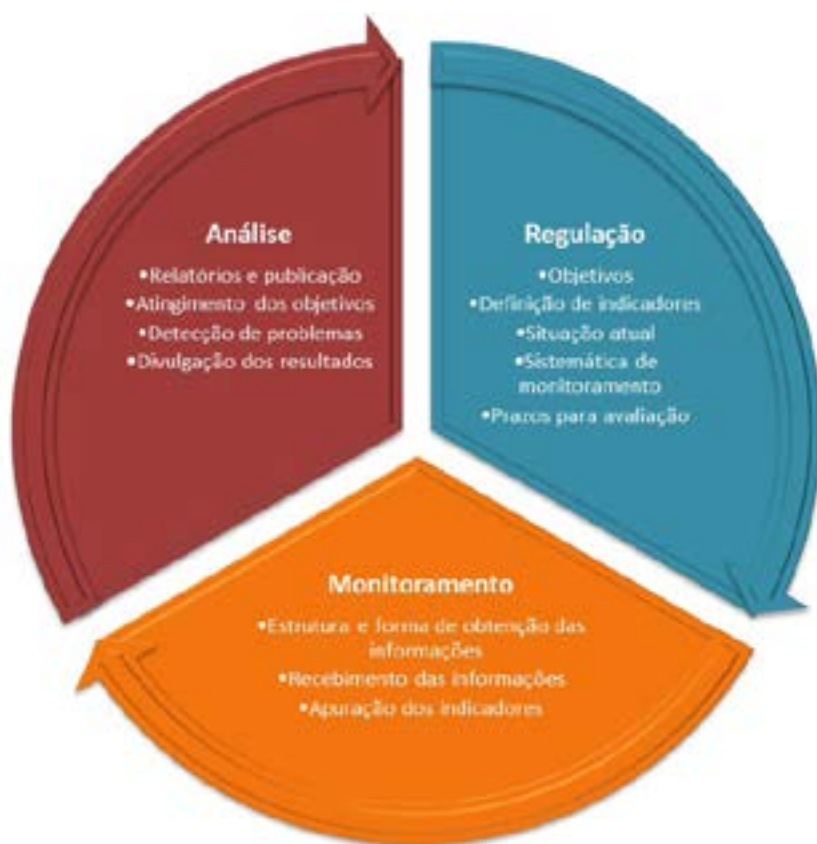 Análise
•Relatórios e publicação
•Atingimento dos objetivos
•Detecção de problemas
•Divulgação dos resultados
Regulação
•Objetivos
•Definição de indicadores
•Situação atual
•Sistemática de
monitoramento
•Prazos para avaliação
Monitoramento
•Estrutura e forma de obtenção das
informações
•Recebimento das informações
•Apuração dos indicadores